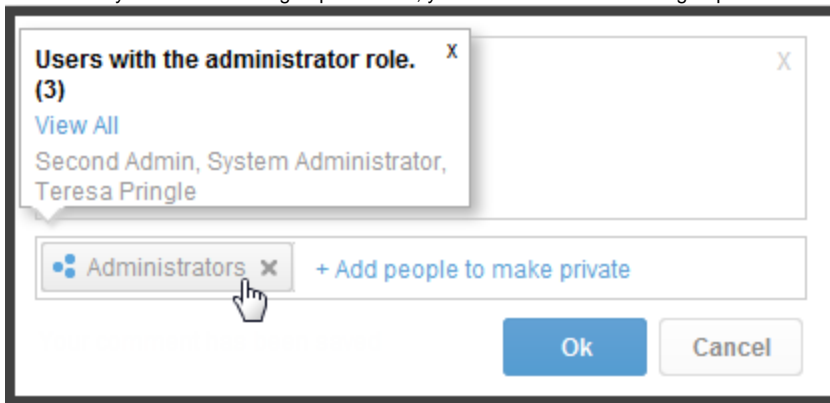 Users with the administrator role. X
(3)
View All
Second Admin, System Administrator,
Teresa Pringle
X
Administrators ×
+ Add people to make private
Ok
Cancel